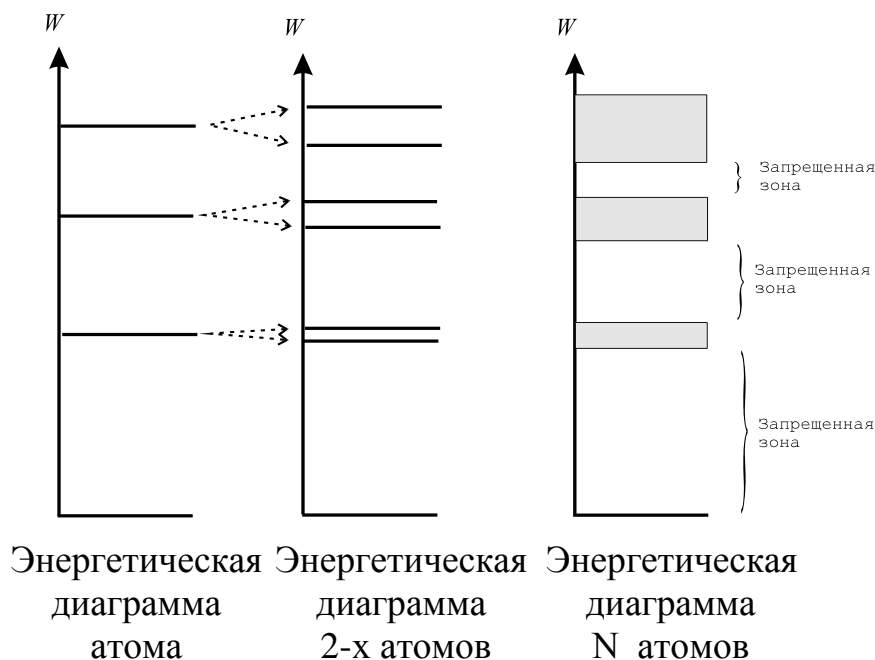 W
W
W
Запрещенная
зона
Запрещенная
зона
Запрещенная
зона
Энергетическая
диаграмма
атома
Энергетическая
диаграмма
2-х атомов
Энергетическая
диаграмма
N атомов